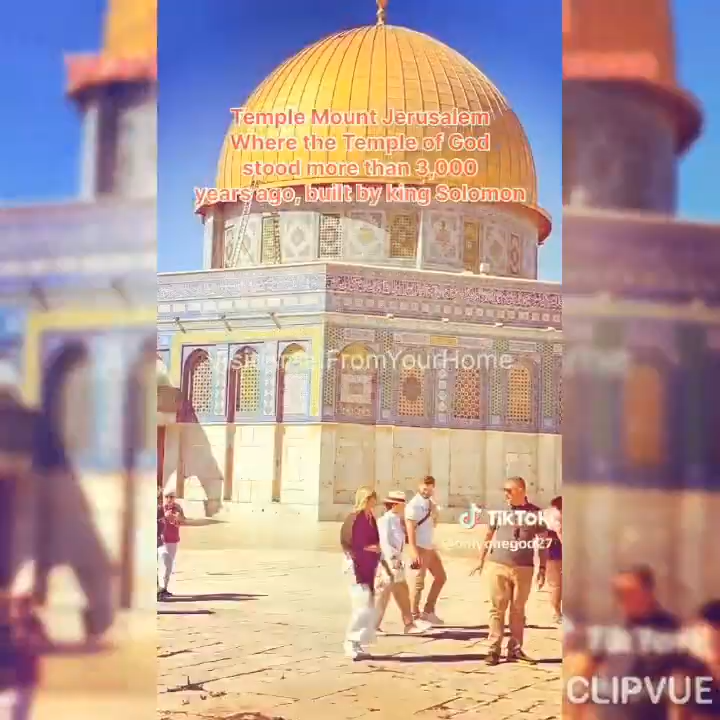 Temple Mount Jerusalem
Where the Temple of God
stood more than 3,000
years ago, built by king Solomon
FromYourHome
TikTok
@onlyonegod27
CLIPVUE